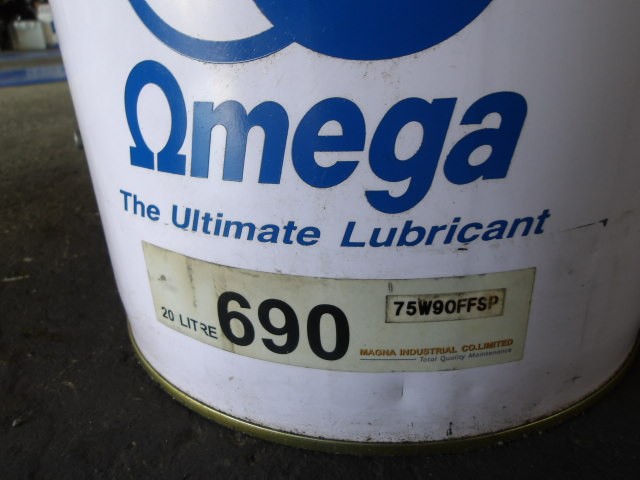 Ωmega
The Ultimate Lubricant
20 LITRE 690 75W90FFSP
MAGNA INDUSTRIAL CO.LIMITED
Total Quality Maintenance